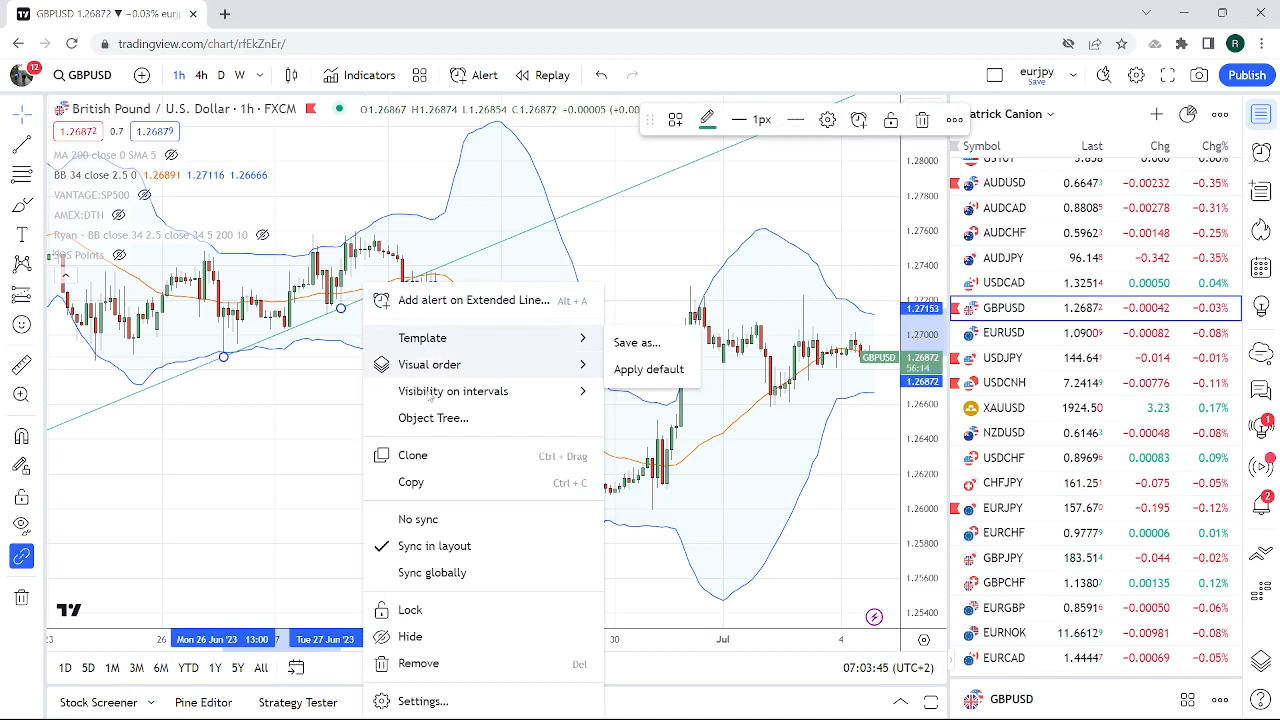 GBPUSD 1.26872 ▼ −0.03% eurjp
tradingview.com/chart/rfEkZnEr/
12
GBPUSD
1h 4h D W
Indicators
Alert
Replay
eurjpy
Save
Publish
British Pound / U.S. Dollar · 1h · FXCM
O1.26867 H1.26874 L1.26854 C1.26872 −0.00005 (+0.00
1.26872 0.7 1.26879
MA 200 close 0 SMA 5
BB 34 close 2.5 0 1.26891 1.27116 1.26666
VANTAGE:SP500
AMEX:DTH
Ryan - BB close 34 2.5 close 34 5 200 10
SOS Points
1px
Add alert on Extended Line... Alt + A
Template
Visual order
Visibility on intervals
Object Tree...
Clone Ctrl + Drag
Copy Ctrl + C
No sync
Sync in layout
Sync globally
Lock
Hide
Remove Del
Settings...
Save as...
Apply default
1.28000
1.27800
1.27600
1.27400
1.27200
1.27153
1.27000
GBPUSD 1.26872
56:14
1.26872
1.26600
1.26400
1.26200
1.26000
1.25800
1.25600
1.25400
23 26 Mon 26 Jun '23 13:00 7 Tue 27 Jun '23 30 Jul 4
1D 5D 1M 3M 6M YTD 1Y 5Y All
07:03:45 (UTC+2)
Stock Screener Pine Editor Strategy Tester
atrick Canion
Symbol Last Chg Chg%
AUDUSD 0.66473 −0.00232 −0.35%
AUDCAD 0.88085 −0.00278 −0.31%
AUDCHF 0.59623 −0.00148 −0.25%
AUDJPY 96.148 −0.342 −0.35%
USDCAD 1.32514 0.00050 0.04%
GBPUSD 1.26872 −0.00042 −0.03%
EURUSD 1.09009 −0.00082 −0.08%
USDJPY 144.641 −0.014 −0.01%
USDCNH 7.24149 −0.00776 −0.11%
XAUUSD 1924.50 3.23 0.17%
NZDUSD 0.61463 −0.00048 −0.08%
USDCHF 0.89696 0.00083 0.09%
CHFJPY 161.251 −0.075 −0.05%
EURJPY 157.670 −0.195 −0.12%
EURCHF 0.97779 0.00006 0.01%
GBPJPY 183.514 −0.044 −0.02%
GBPCHF 1.13802 0.00135 0.12%
EURGBP 0.85916 −0.00050 −0.06%
EURNOK 11.66129 −0.00981 −0.08%
EURCAD 1.44447 −0.00069 −0.05%
GBPUSD
R
1
2